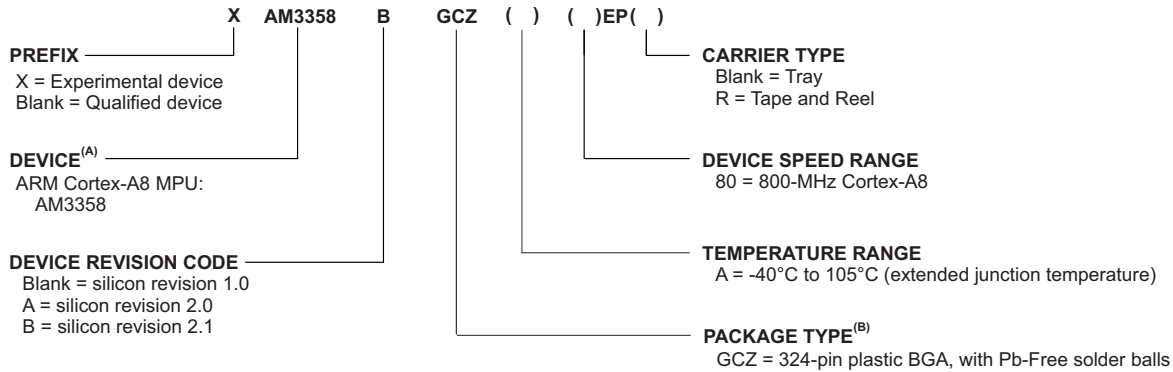 X AM3358 B GCZ ( ) ( )EP( )
PREFIX
X = Experimental device
Blank = Qualified device
DEVICE(A)
ARM Cortex-A8 MPU:
AM3358
DEVICE REVISION CODE
Blank = silicon revision 1.0
A = silicon revision 2.0
B = silicon revision 2.1
CARRIER TYPE
Blank = Tray
R = Tape and Reel
DEVICE SPEED RANGE
80 = 800-MHz Cortex-A8
TEMPERATURE RANGE
A = -40°C to 105°C (extended junction temperature)
PACKAGE TYPE(B)
GCZ = 324-pin plastic BGA, with Pb-Free solder balls